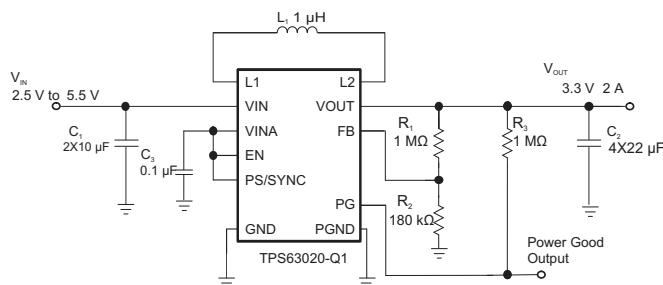 L₁ 1 µH
V_IN
2.5 V to 5.5 V
L1
L2
V_OUT
3.3 V 2 A
VIN
VOUT
C₁
2X10 µF
C₃
0.1 µF
VINA
FB
R₁
1 MΩ
R₃
1 MΩ
C₂
4X22 µF
EN
PS/SYNC
PG
R₂
180 kΩ
GND
PGND
Power Good
Output
TPS63020-Q1